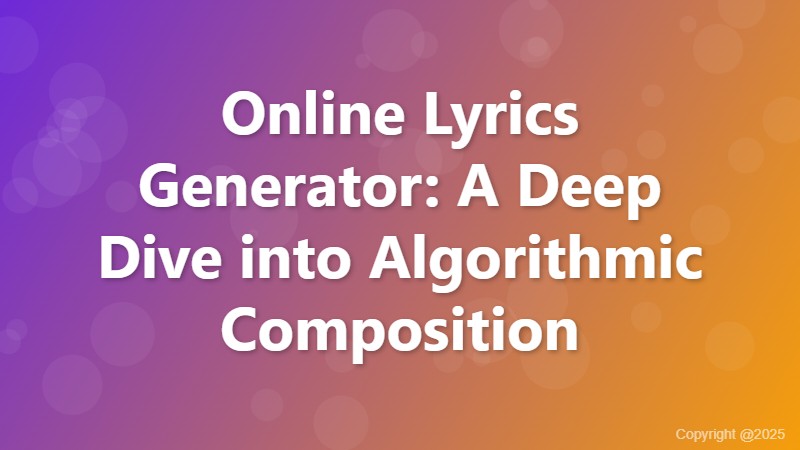 Online Lyrics
Generator: A Deep
Dive into Algorithmic
Composition
Copyright @2025